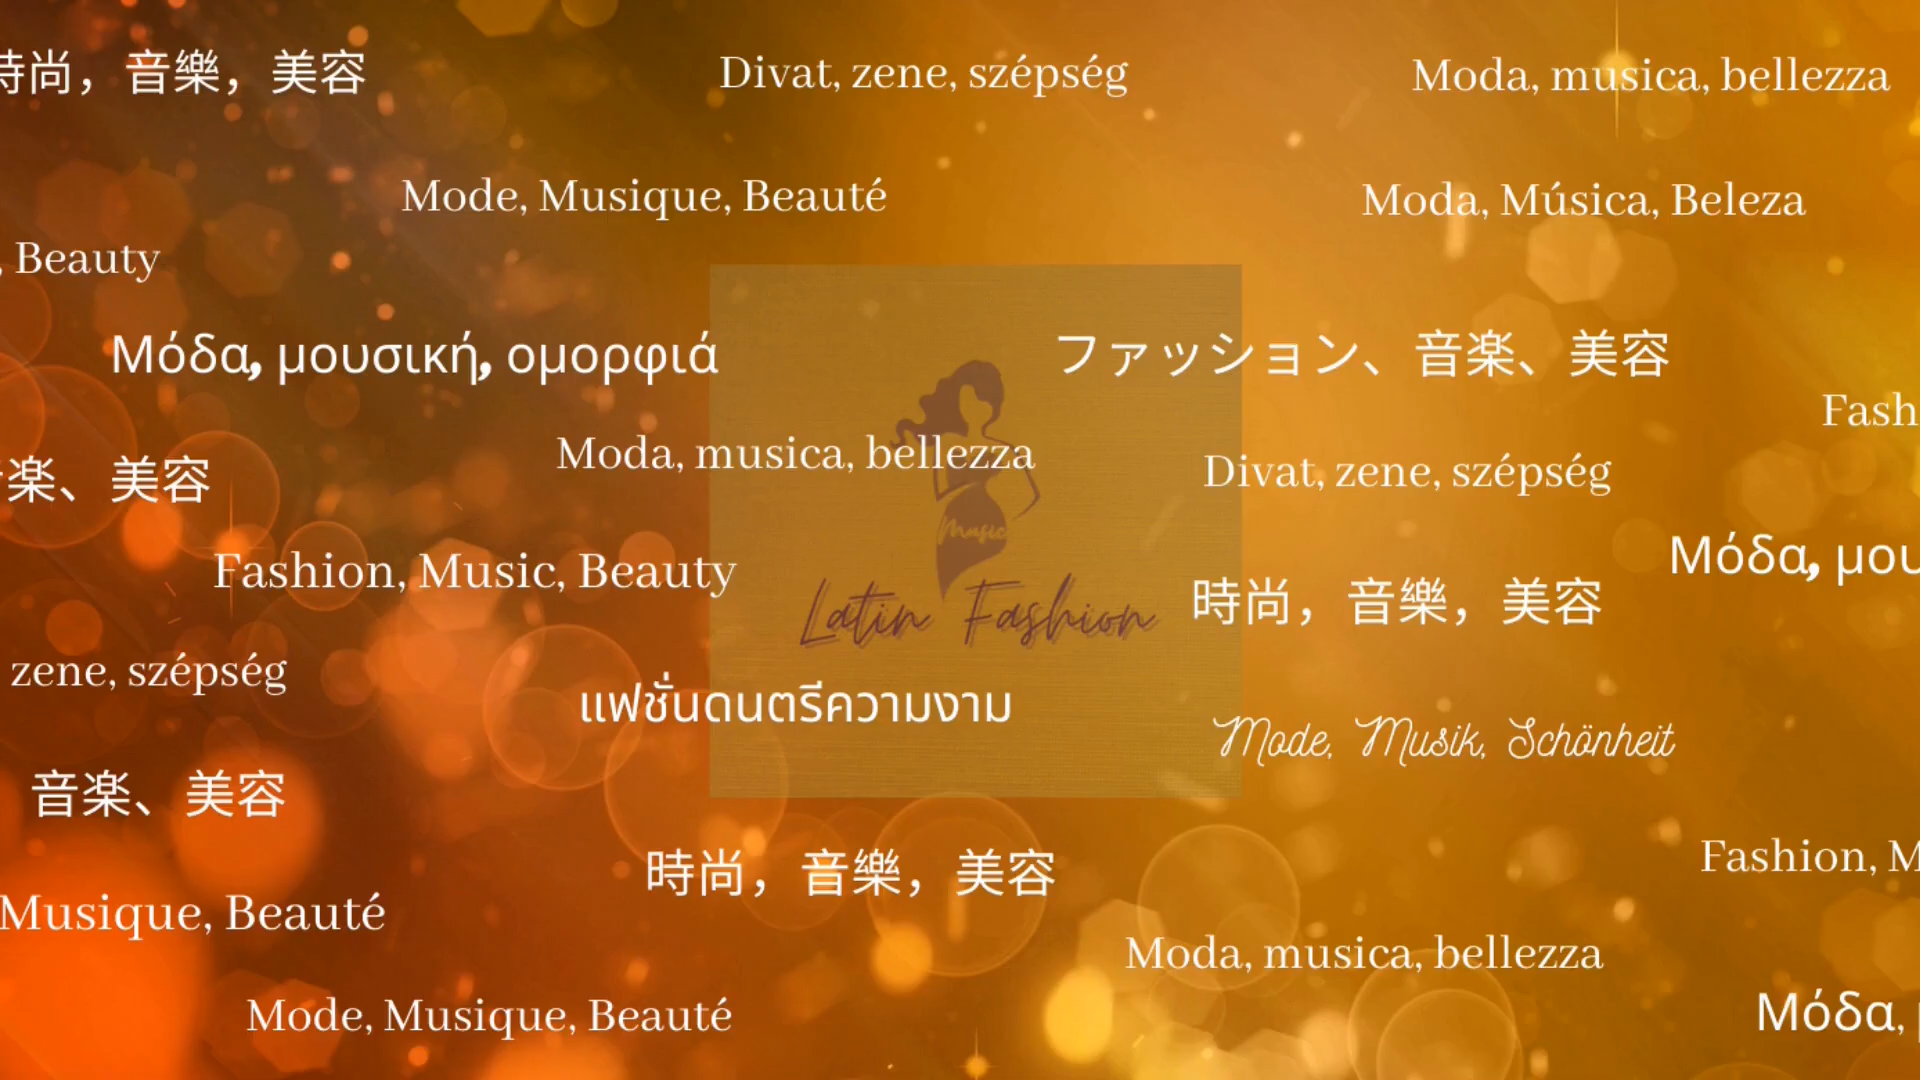 時尚，音樂，美容
Divat, zene, szépség
Moda, musica, bellezza
Mode, Musique, Beauté
Moda, Música, Beleza
, Beauty
Μόδα, μουσική, ομορφιά
ファッション、音楽、美容
Fash
Moda, musica, bellezza
Divat, zene, szépség
楽、美容
Music
Μόδα, μου
Fashion, Music, Beauty
時尚，音樂，美容
Latin Fashion
zene, szépség
แฟชั่นดนตรีความงาม
Mode, Musik, Schönheit
音楽、美容
Fashion, M
時尚，音樂，美容
Musique, Beauté
Moda, musica, bellezza
Mode, Musique, Beauté
Μόδα,